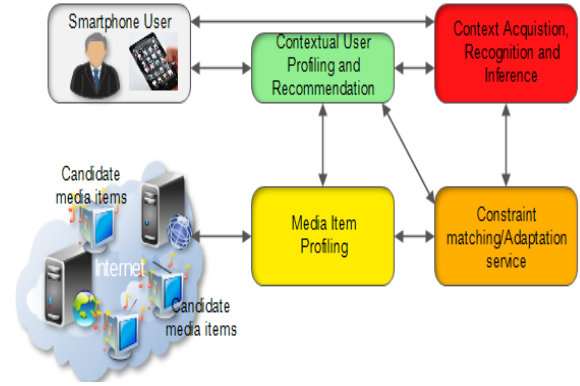 Smartphone User
Contextual User
Profiling and
Recommendation
Context Acquistion,
Recognition and
Inference
Candidate
media items
Internet
Candidate
media items
Media Item
Profiling
Constraint
matching/Adaptation
service